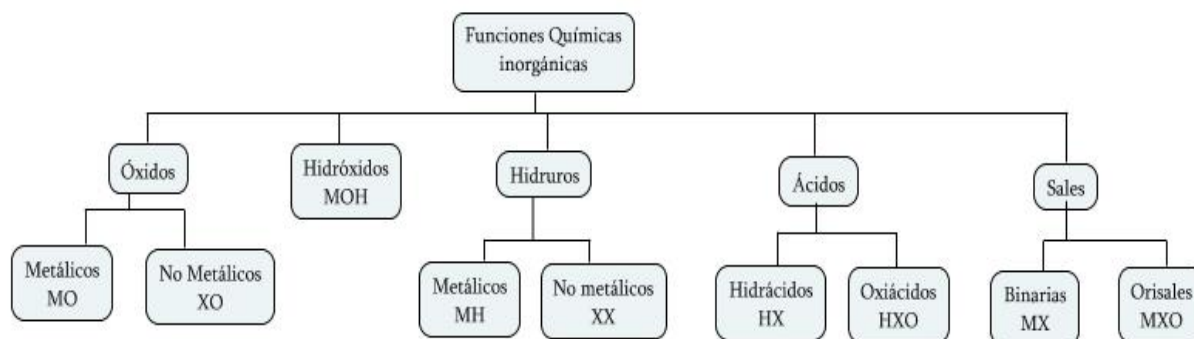 Funciones Químicas
inorgánicas
Óxidos
Hidróxidos
MOH
Hidruros
Ácidos
Sales
Metálicos
MO
No Metálicos
XO
Metálicos
MH
No metálicos
XX
Hidrácidos
HX
Oxiácidos
HXO
Binarias
MX
Orisales
MXO